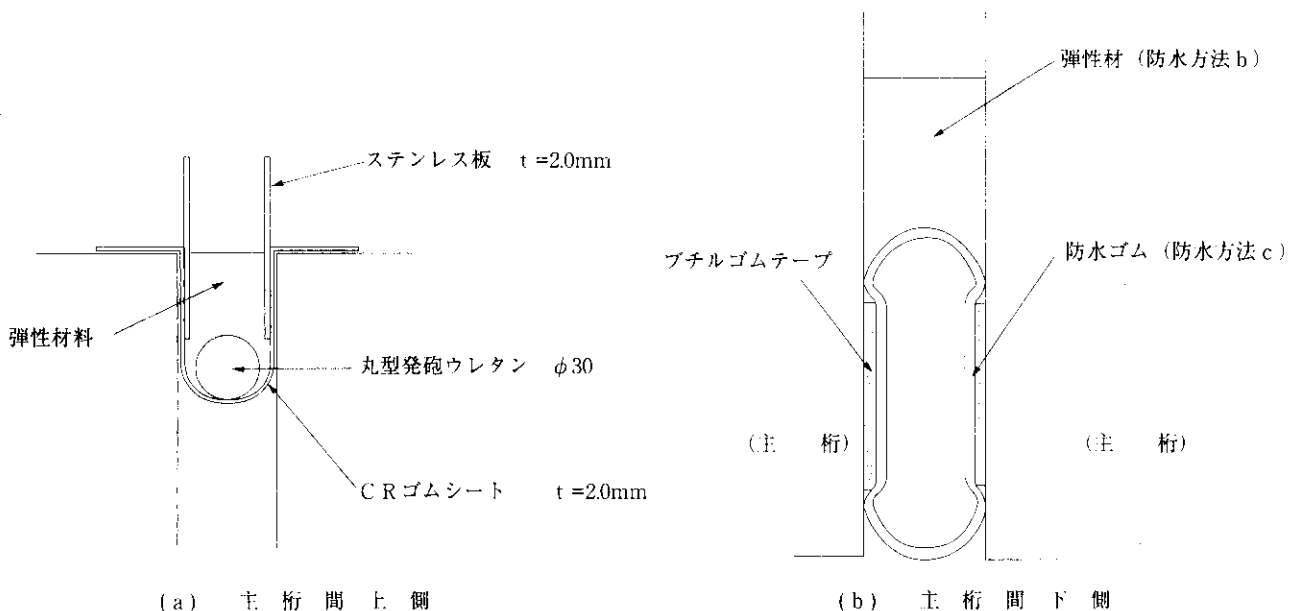 ステンレス板 t=2.0mm
弾性材料
丸型発砲ウレタン φ30
CRゴムシート t=2.0mm
(a) 主桁間上側
弾性材(防水方法b)
ブチルゴムテープ
防水ゴム(防水方法c)
(主桁)
(主桁)
(b) 主桁間下側